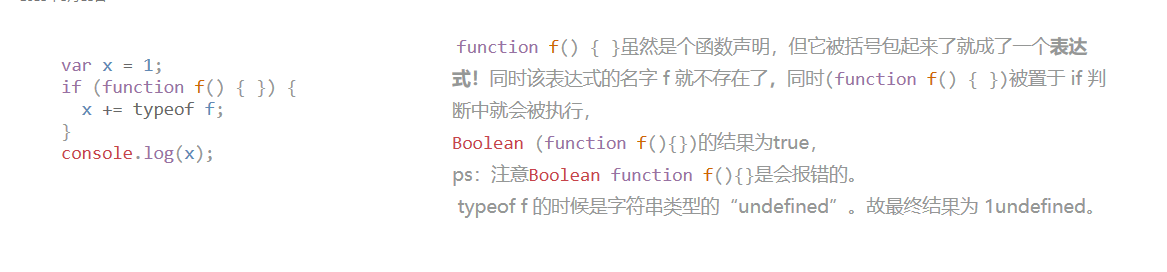 var x = 1;
if (function f() { }) {
x += typeof f;
}
console.log(x);
function f() { }虽然是个函数声明，但它被括号包起来了就成了一个表达
式！同时该表达式的名字 f 就不存在了，同时(function f() { })被置于 if 判
断中就会被执行，
Boolean (function f(){})的结果为true，
ps：注意Boolean function f(){}是会报错的。
typeof f 的时候是字符串类型的“undefined”。故最终结果为 1undefined。